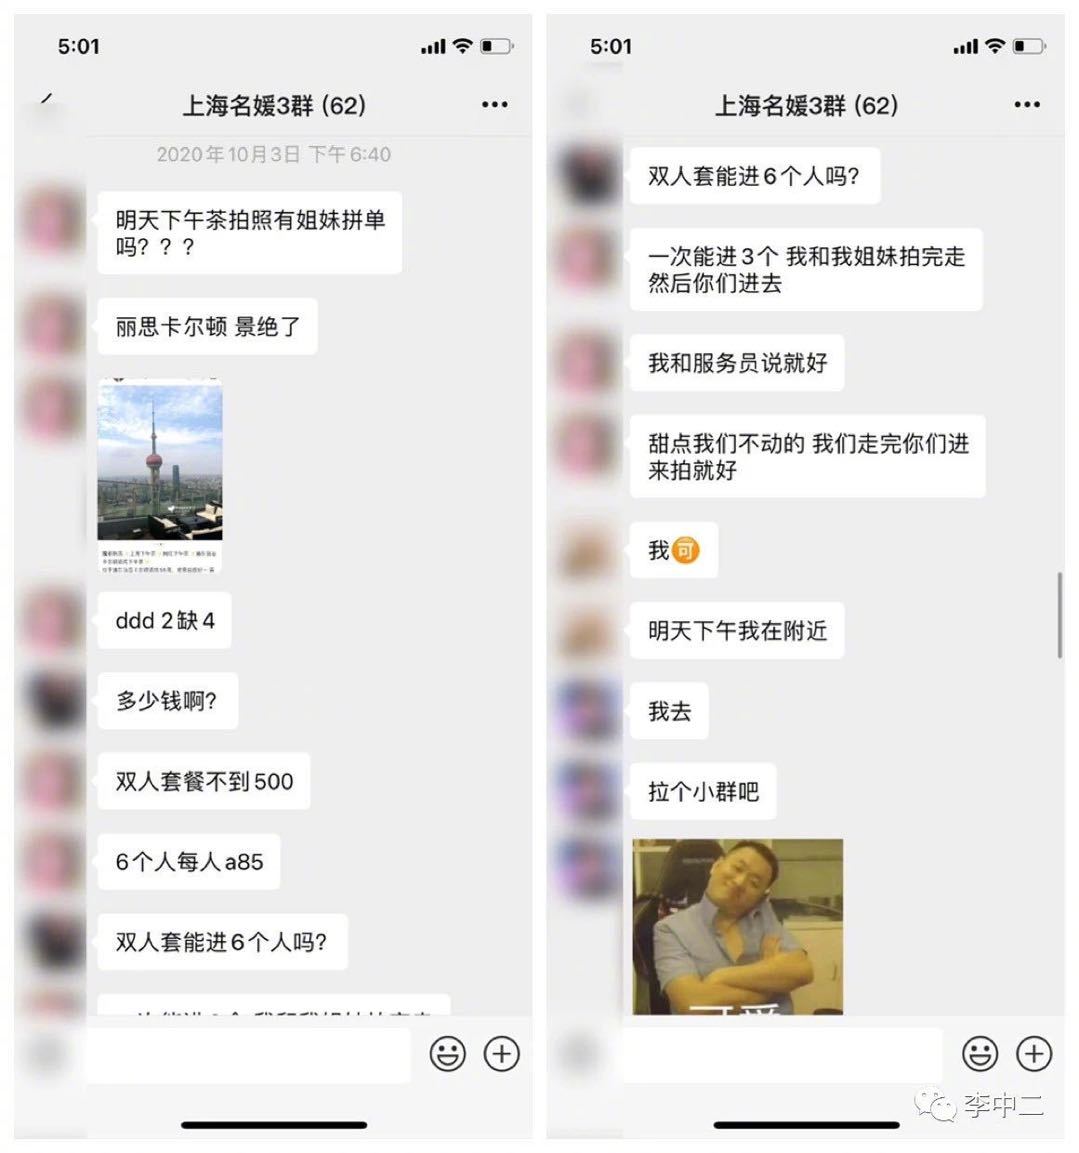 5:01
上海名媛3群 (62)
2020年10月3日 下午6:40
明天下午茶拍照有姐妹拼单
吗？？？
丽思卡尔顿 景绝了
ddd 2缺4
多少钱啊?
双人套餐不到500
6个人每人a85
双人套能进6个人吗?
5:01
上海名媛3群 (62)
双人套能进6个人吗?
一次能进3个 我和我姐妹拍完走
然后你们进去
我和服务员说就好
甜点我们不动的 我们走完你们进
来拍就好
我🉑
明天下午我在附近
我去
拉个小群吧
李中二